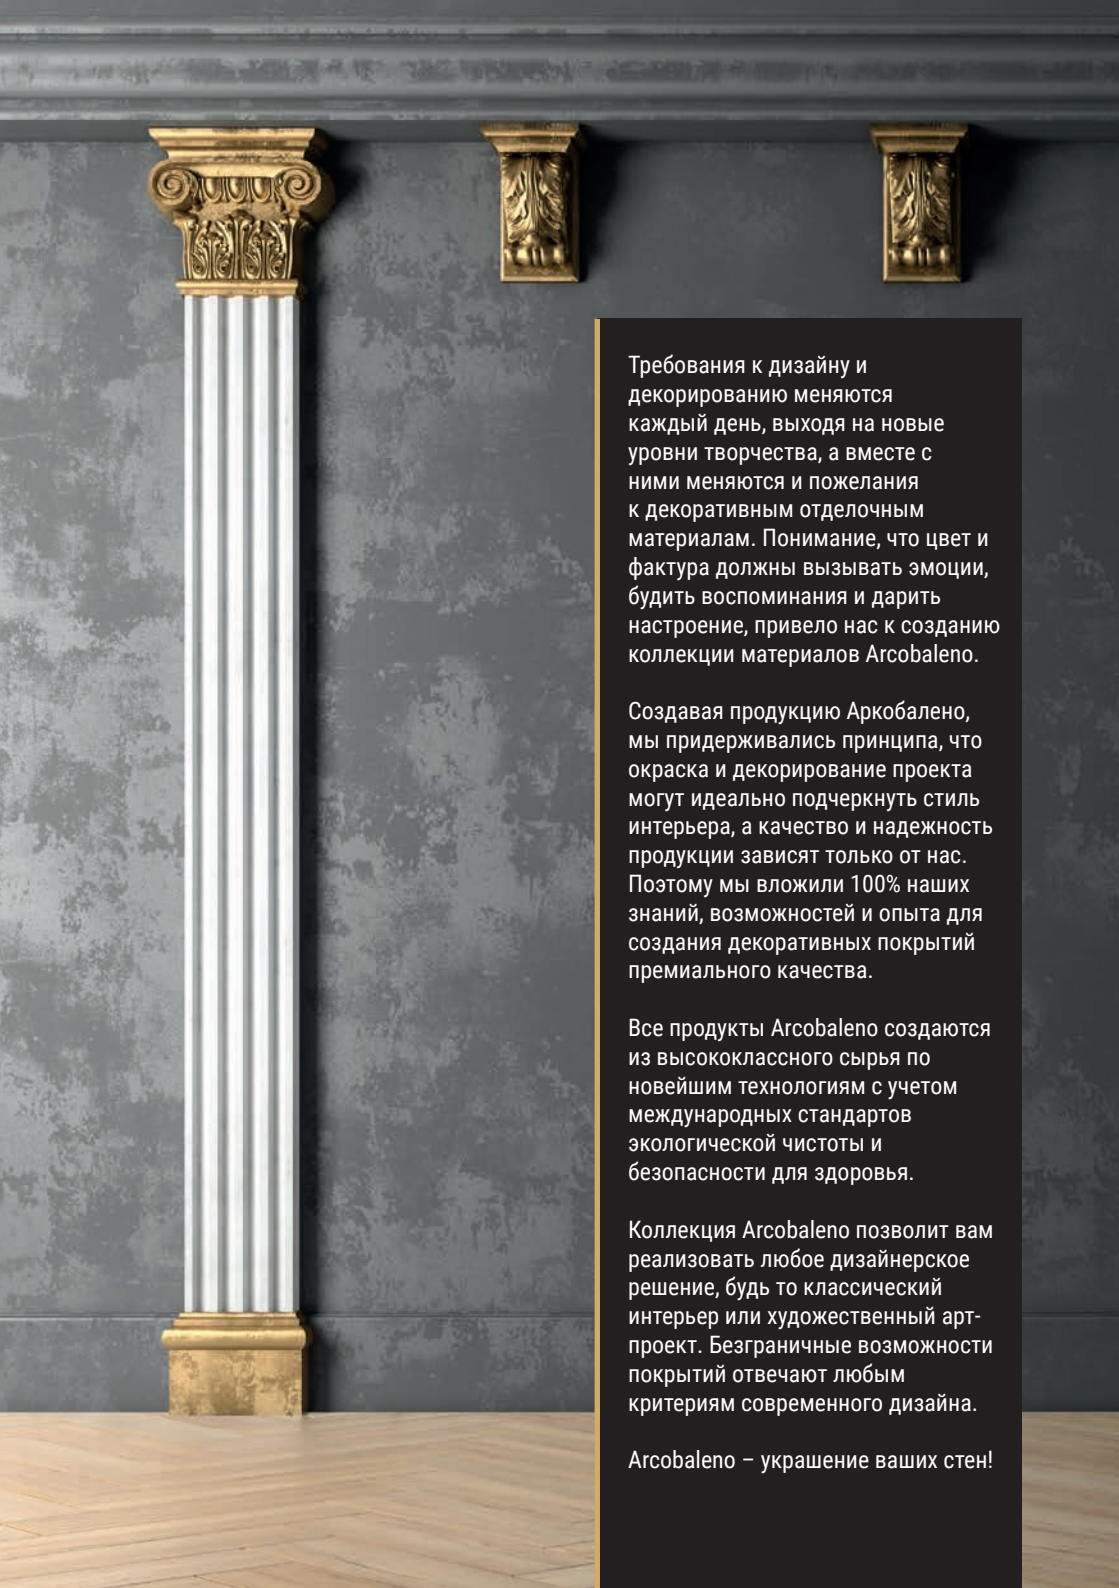 Требования к дизайну и
декорированию меняются
каждый день, выходя на новые
уровни творчества, а вместе с
ними меняются и пожелания
к декоративным отделочным
материалам. Понимание, что цвет и
фактура должны вызывать эмоции,
будить воспоминания и дарить
настроение, привело нас к созданию
коллекции материалов Arcobaleno.
Создавая продукцию Аркобалено,
мы придерживались принципа, что
окраска и декорирование проекта
могут идеально подчеркнуть стиль
интерьера, а качество и надежность
продукции зависят только от нас.
Поэтому мы вложили 100% наших
знаний, возможностей и опыта для
создания декоративных покрытий
премиального качества.
Все продукты Arcobaleno создаются
из высококлассного сырья по
новейшим технологиям с учетом
международных стандартов
экологической чистоты и
безопасности для здоровья.
Коллекция Arcobaleno позволит вам
реализовать любое дизайнерское
решение, будь то классический
интерьер или художественный арт-
проект. Безграничные возможности
покрытий отвечают любым
критериям современного дизайна.
Arcobaleno – украшение ваших стен!